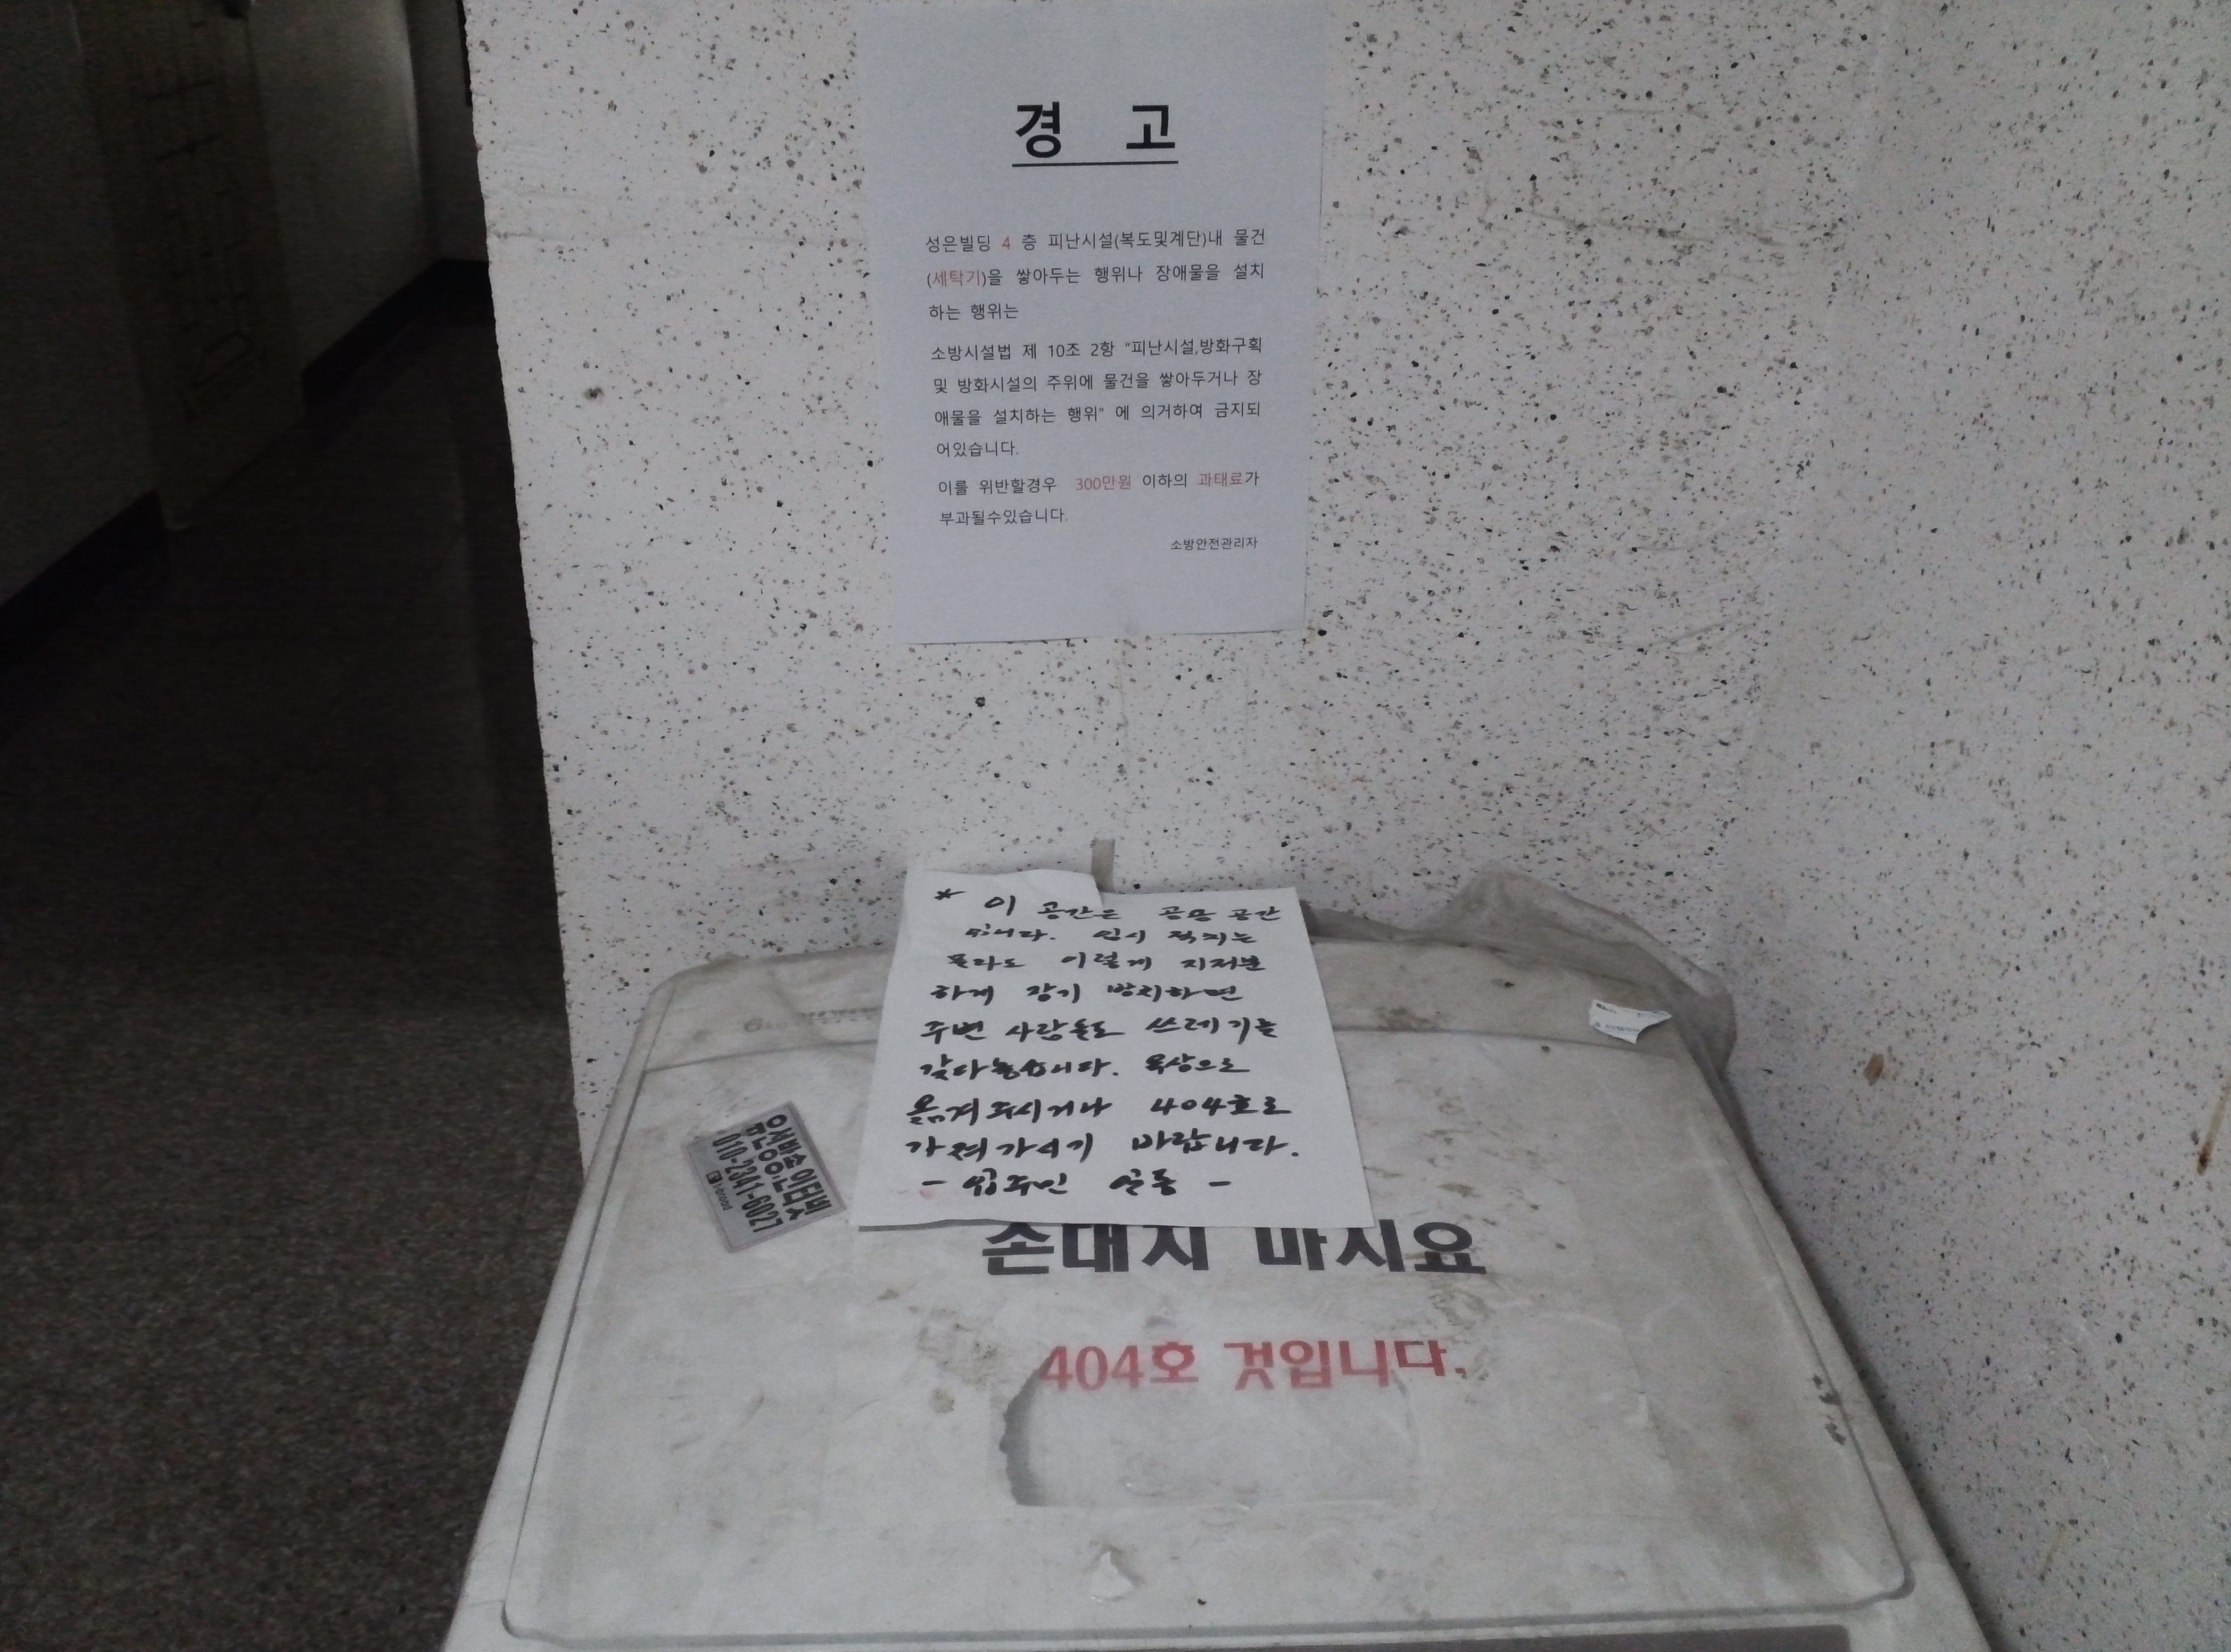 경 고
성은빌딩 4 층 피난시설(복도및계단)내 물건
(세탁기)을 쌓아두는 행위나 장애물을 설치
하는 행위는
소방시설법 제 10조 2항 "피난시설,방화구획
및 방화시설의 주위에 물건을 쌓아두거나 장
애물을 설치하는 행위" 에 의거하여 금지되
어있습니다.
이를 위반할경우 300만원 이하의 과태료가
부과될수있습니다.
소방안전관리자
* 이 공간은 공용 공간
입니다. 임시 적치는
몰라도 이렇게 지저분
하게 장기 방치하면
주변 사람들도 쓰레기를
갖다놓습니다. 옥상으로
옮겨주시거나 404호로
가져가시기 바랍니다.
- 입주민 일동 -
유선방송,인터넷
010-2341-6027
손대지 마시요
404호 것입니다.